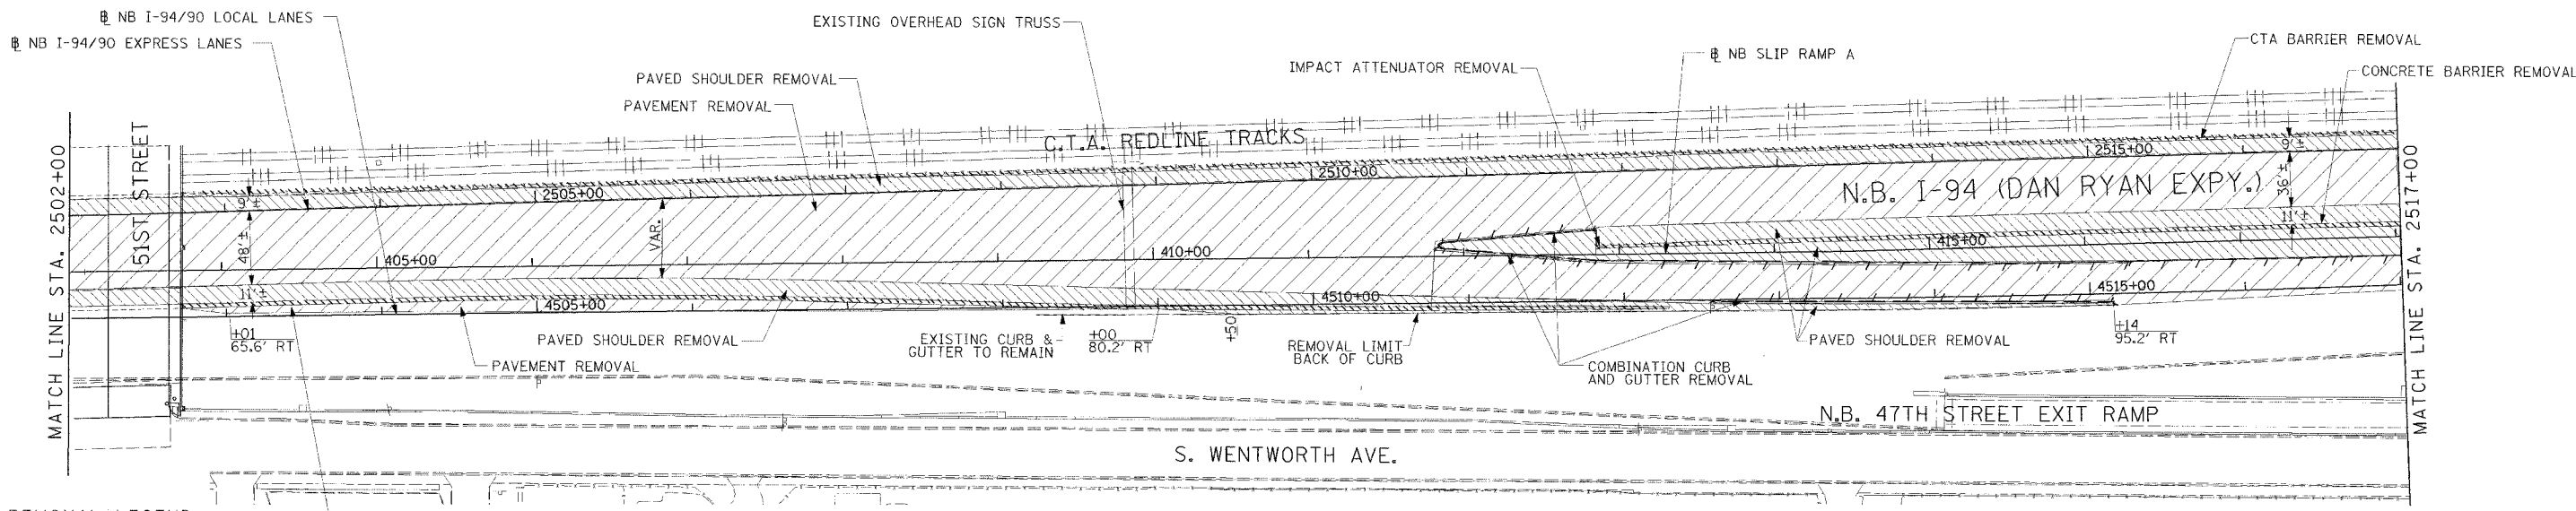 ℄ NB I-94/90 LOCAL LANES
℄ NB I-94/90 EXPRESS LANES
EXISTING OVERHEAD SIGN TRUSS
PAVED SHOULDER REMOVAL
PAVEMENT REMOVAL
IMPACT ATTENUATOR REMOVAL
℄ NB SLIP RAMP A
CTA BARRIER REMOVAL
CONCRETE BARRIER REMOVAL
MATCH LINE STA. 2502+00
51ST STREET
C.T.A. REDLINE TRACKS
2505+00
2510+00
2515+00
N.B. I-94 (DAN RYAN EXPY.)
9'±
48'±
11'±
VAR.
9'±
36'±
11'±
405+00
410+00
415+00
4505+00
4510+00
4515+00
+01
65.6' RT
PAVED SHOULDER REMOVAL
PAVEMENT REMOVAL
EXISTING CURB &
GUTTER TO REMAIN
+00
80.2' RT
+50
REMOVAL LIMIT
BACK OF CURB
COMBINATION CURB
AND GUTTER REMOVAL
PAVED SHOULDER REMOVAL
+14
95.2' RT
N.B. 47TH STREET EXIT RAMP
S. WENTWORTH AVE.
MATCH LINE STA. 2517+00